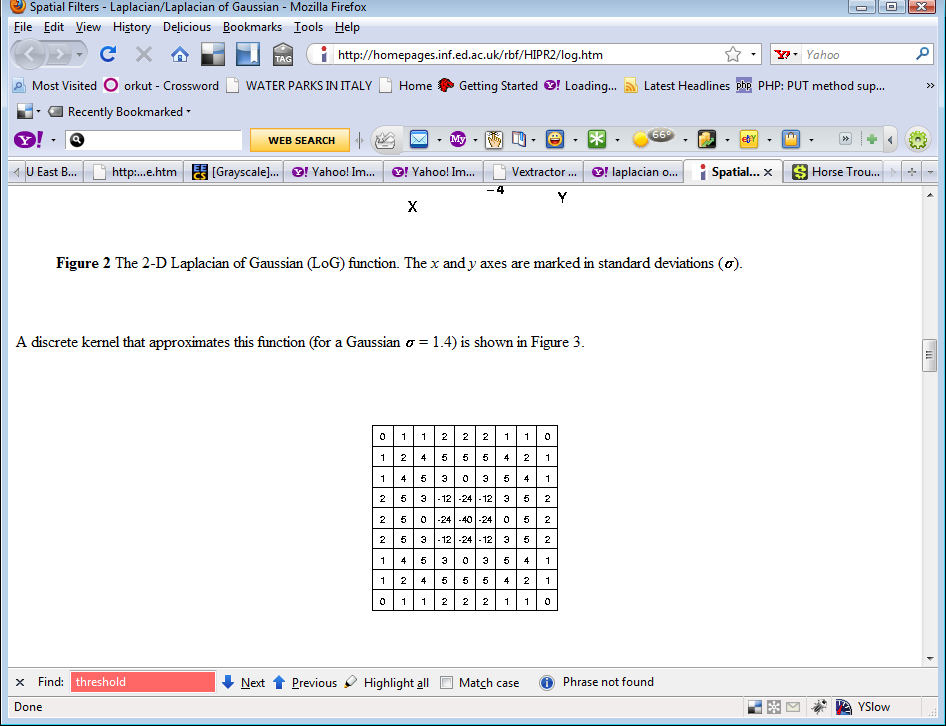 Spatial Filters - Laplacian/Laplacian of Gaussian - Mozilla Firefox
File Edit View History Delicious Bookmarks Tools Help
TAG http://homepages.inf.ed.ac.uk/rbf/HIPR2/log.htm Yahoo
Most Visited orkut - Crossword WATER PARKS IN ITALY Home Getting Started Loading... Latest Headlines php PHP: PUT method sup... »
Recently Bookmarked
Y! WEB SEARCH My 66° eBY »
U East B... http:...e.htm EECS [Grayscale]... Yahoo! Im... Yahoo! Im... Vextractor ... laplacian o... Spatial... Horse Trou...
-4
X Y
Figure 2 The 2-D Laplacian of Gaussian (LoG) function. The x and y axes are marked in standard deviations (σ).
A discrete kernel that approximates this function (for a Gaussian σ = 1.4) is shown in Figure 3.
0 1 1 2 2 2 1 1 0
1 2 4 5 5 5 4 2 1
1 4 5 3 0 3 5 4 1
2 5 3 -12 -24 -12 3 5 2
2 5 0 -24 -40 -24 0 5 2
2 5 3 -12 -24 -12 3 5 2
1 4 5 3 0 3 5 4 1
1 2 4 5 5 5 4 2 1
0 1 1 2 2 2 1 1 0
Find: threshold Next Previous Highlight all Match case Phrase not found
Done YSlow